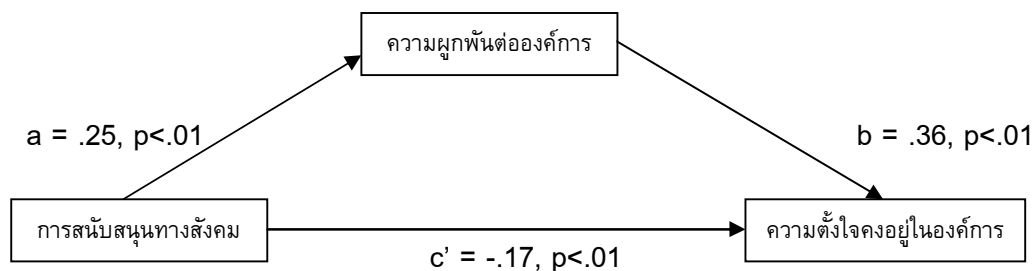 ความผูกพันต่อองค์การ
a = .25, p<.01
b = .36, p<.01
การสนับสนุนทางสังคม
ความตั้งใจคงอยู่ในองค์การ
c’ = -.17, p<.01